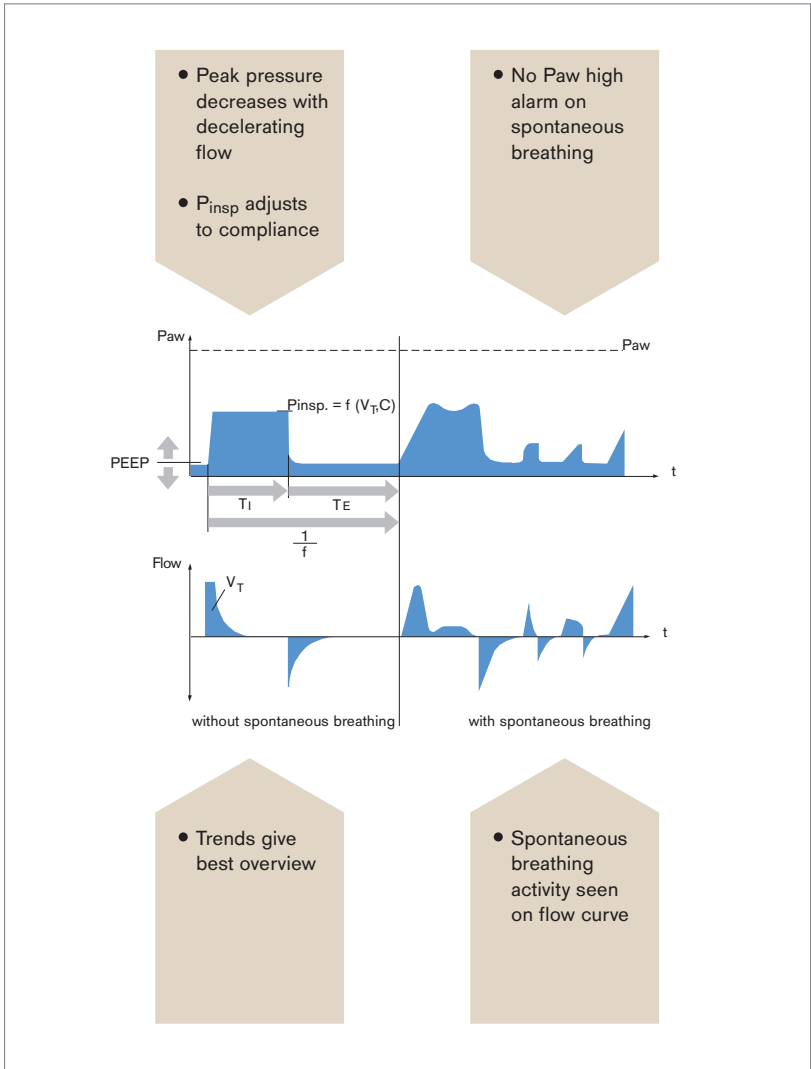 • Peak pressure
decreases with
decelerating
flow
• Pinsp adjusts
to compliance
• No Paw high
alarm on
spontaneous
breathing
Paw
Paw
Pinsp. = f (VT,C)
PEEP
t
TI
TE
1
f
Flow
VT
t
without spontaneous breathing
with spontaneous breathing
• Trends give
best overview
• Spontaneous
breathing
activity seen
on flow curve